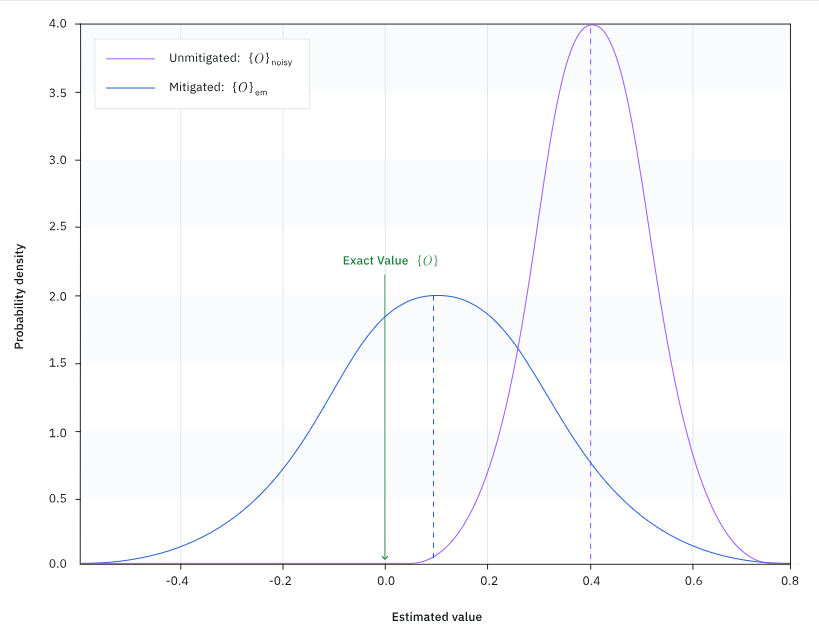 4.0
Unmitigated: {O}noisy
Mitigated: {O}em
3.5
3.0
2.5
Exact Value {O}
2.0
1.5
1.0
0.5
0.0
Probability density
-0.4 -0.2 0.0 0.2 0.4 0.6 0.8
Estimated value